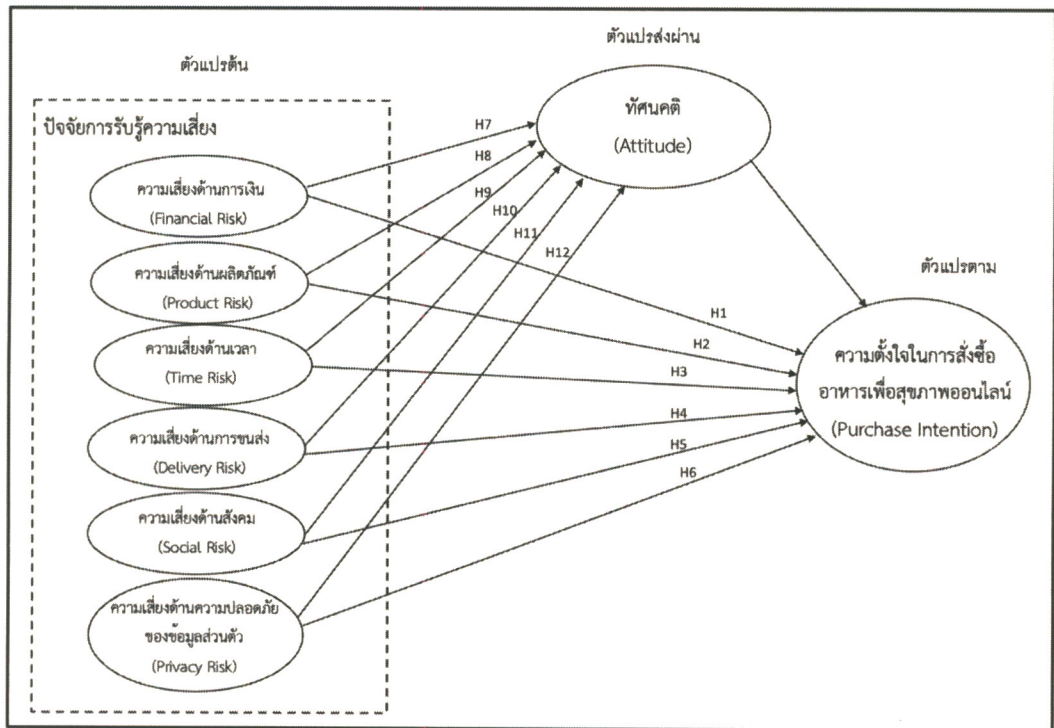 ตัวแปรส่งผ่าน
ตัวแปรต้น
ทัศนคติ
(Attitude)
ปัจจัยการรับรู้ความเสี่ยง
H7
H8
H9
H10
H11
H12
ความเสี่ยงด้านการเงิน
(Financial Risk)
ความเสี่ยงด้านผลิตภัณฑ์
(Product Risk)
ความเสี่ยงด้านเวลา
(Time Risk)
ความเสี่ยงด้านการขนส่ง
(Delivery Risk)
ความเสี่ยงด้านสังคม
(Social Risk)
ความเสี่ยงด้านความปลอดภัย
ของข้อมูลส่วนตัว
(Privacy Risk)
H1
H2
H3
H4
H5
H6
ตัวแปรตาม
ความตั้งใจในการสั่งซื้อ
อาหารเพื่อสุขภาพออนไลน์
(Purchase Intention)